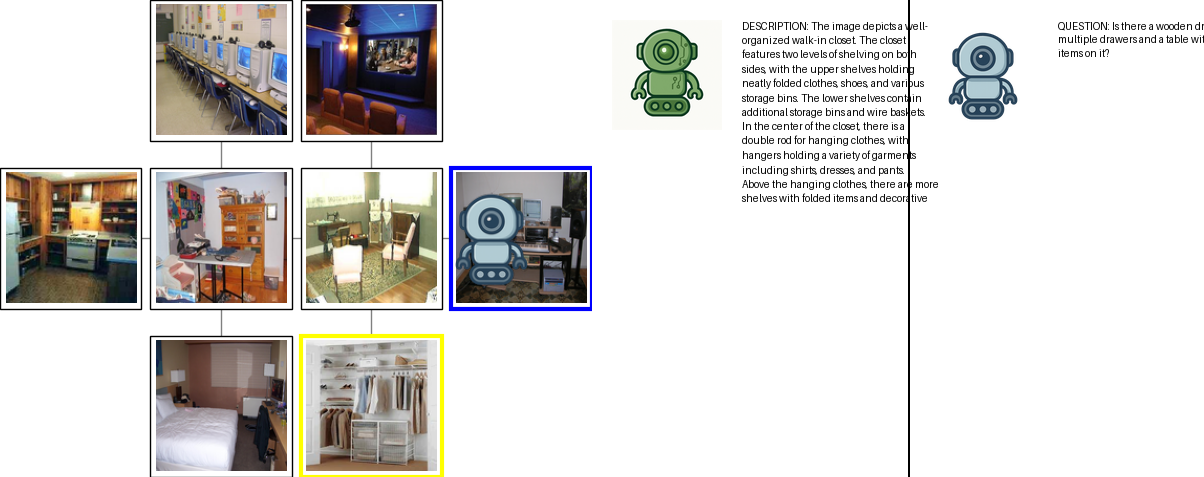 DESCRIPTION: The image depicts a well-
organized walk-in closet. The closet
features two levels of shelving on both
sides, with the upper shelves holding
neatly folded clothes, shoes, and various
storage bins. The lower shelves contain
additional storage bins and wire baskets.
In the center of the closet, there is a
double rod for hanging clothes, with
hangers holding a variety of garments
including shirts, dresses, and pants.
Above the hanging clothes, there are more
shelves with folded items and decorative
QUESTION: Is there a wooden dr
multiple drawers and a table wit
items on it?